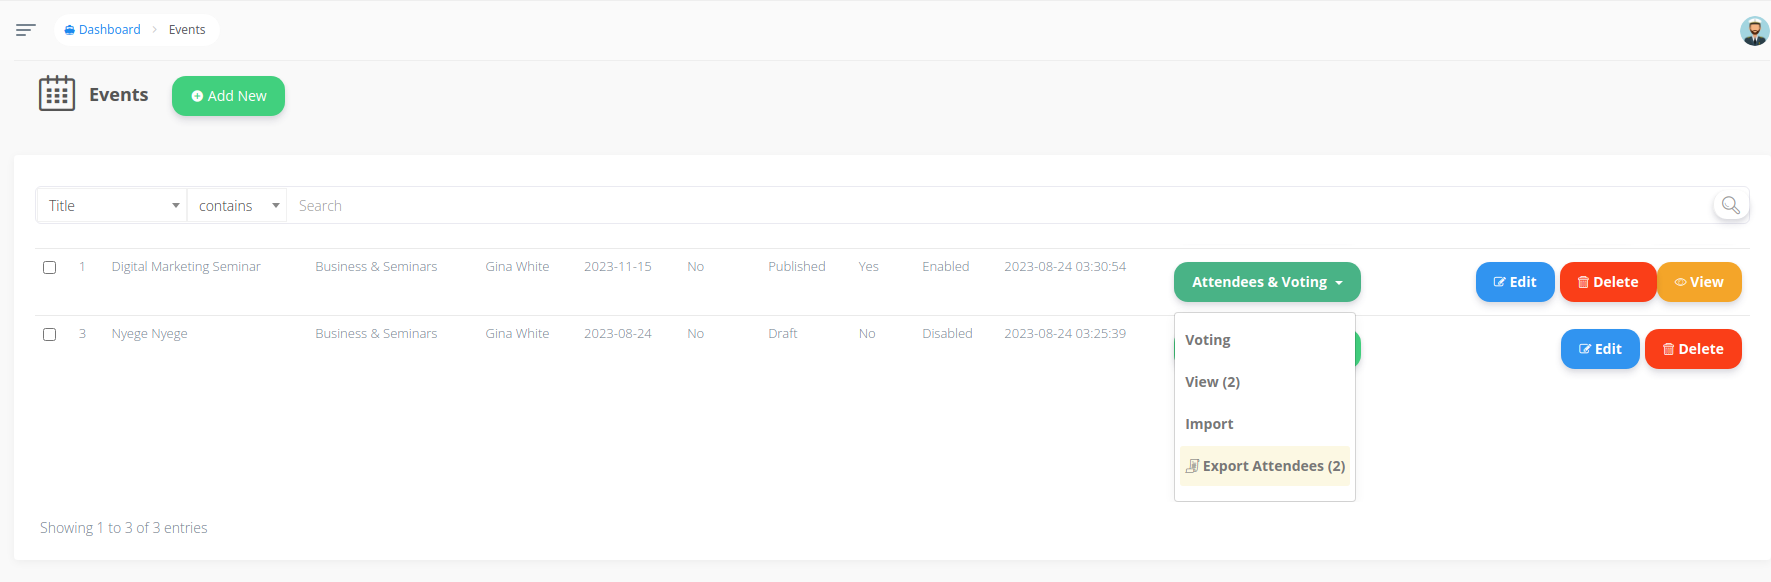 Dashboard > Events
Events
Add New
Title contains Search
1 Digital Marketing Seminar Business & Seminars Gina White 2023-11-15 No Published Yes Enabled 2023-08-24 03:30:54 Attendees & Voting Edit Delete View
3 Nyege Nyege Business & Seminars Gina White 2023-08-24 No Draft No Disabled 2023-08-24 03:25:39 Edit Delete
Voting
View (2)
Import
Export Attendees (2)
Showing 1 to 3 of 3 entries